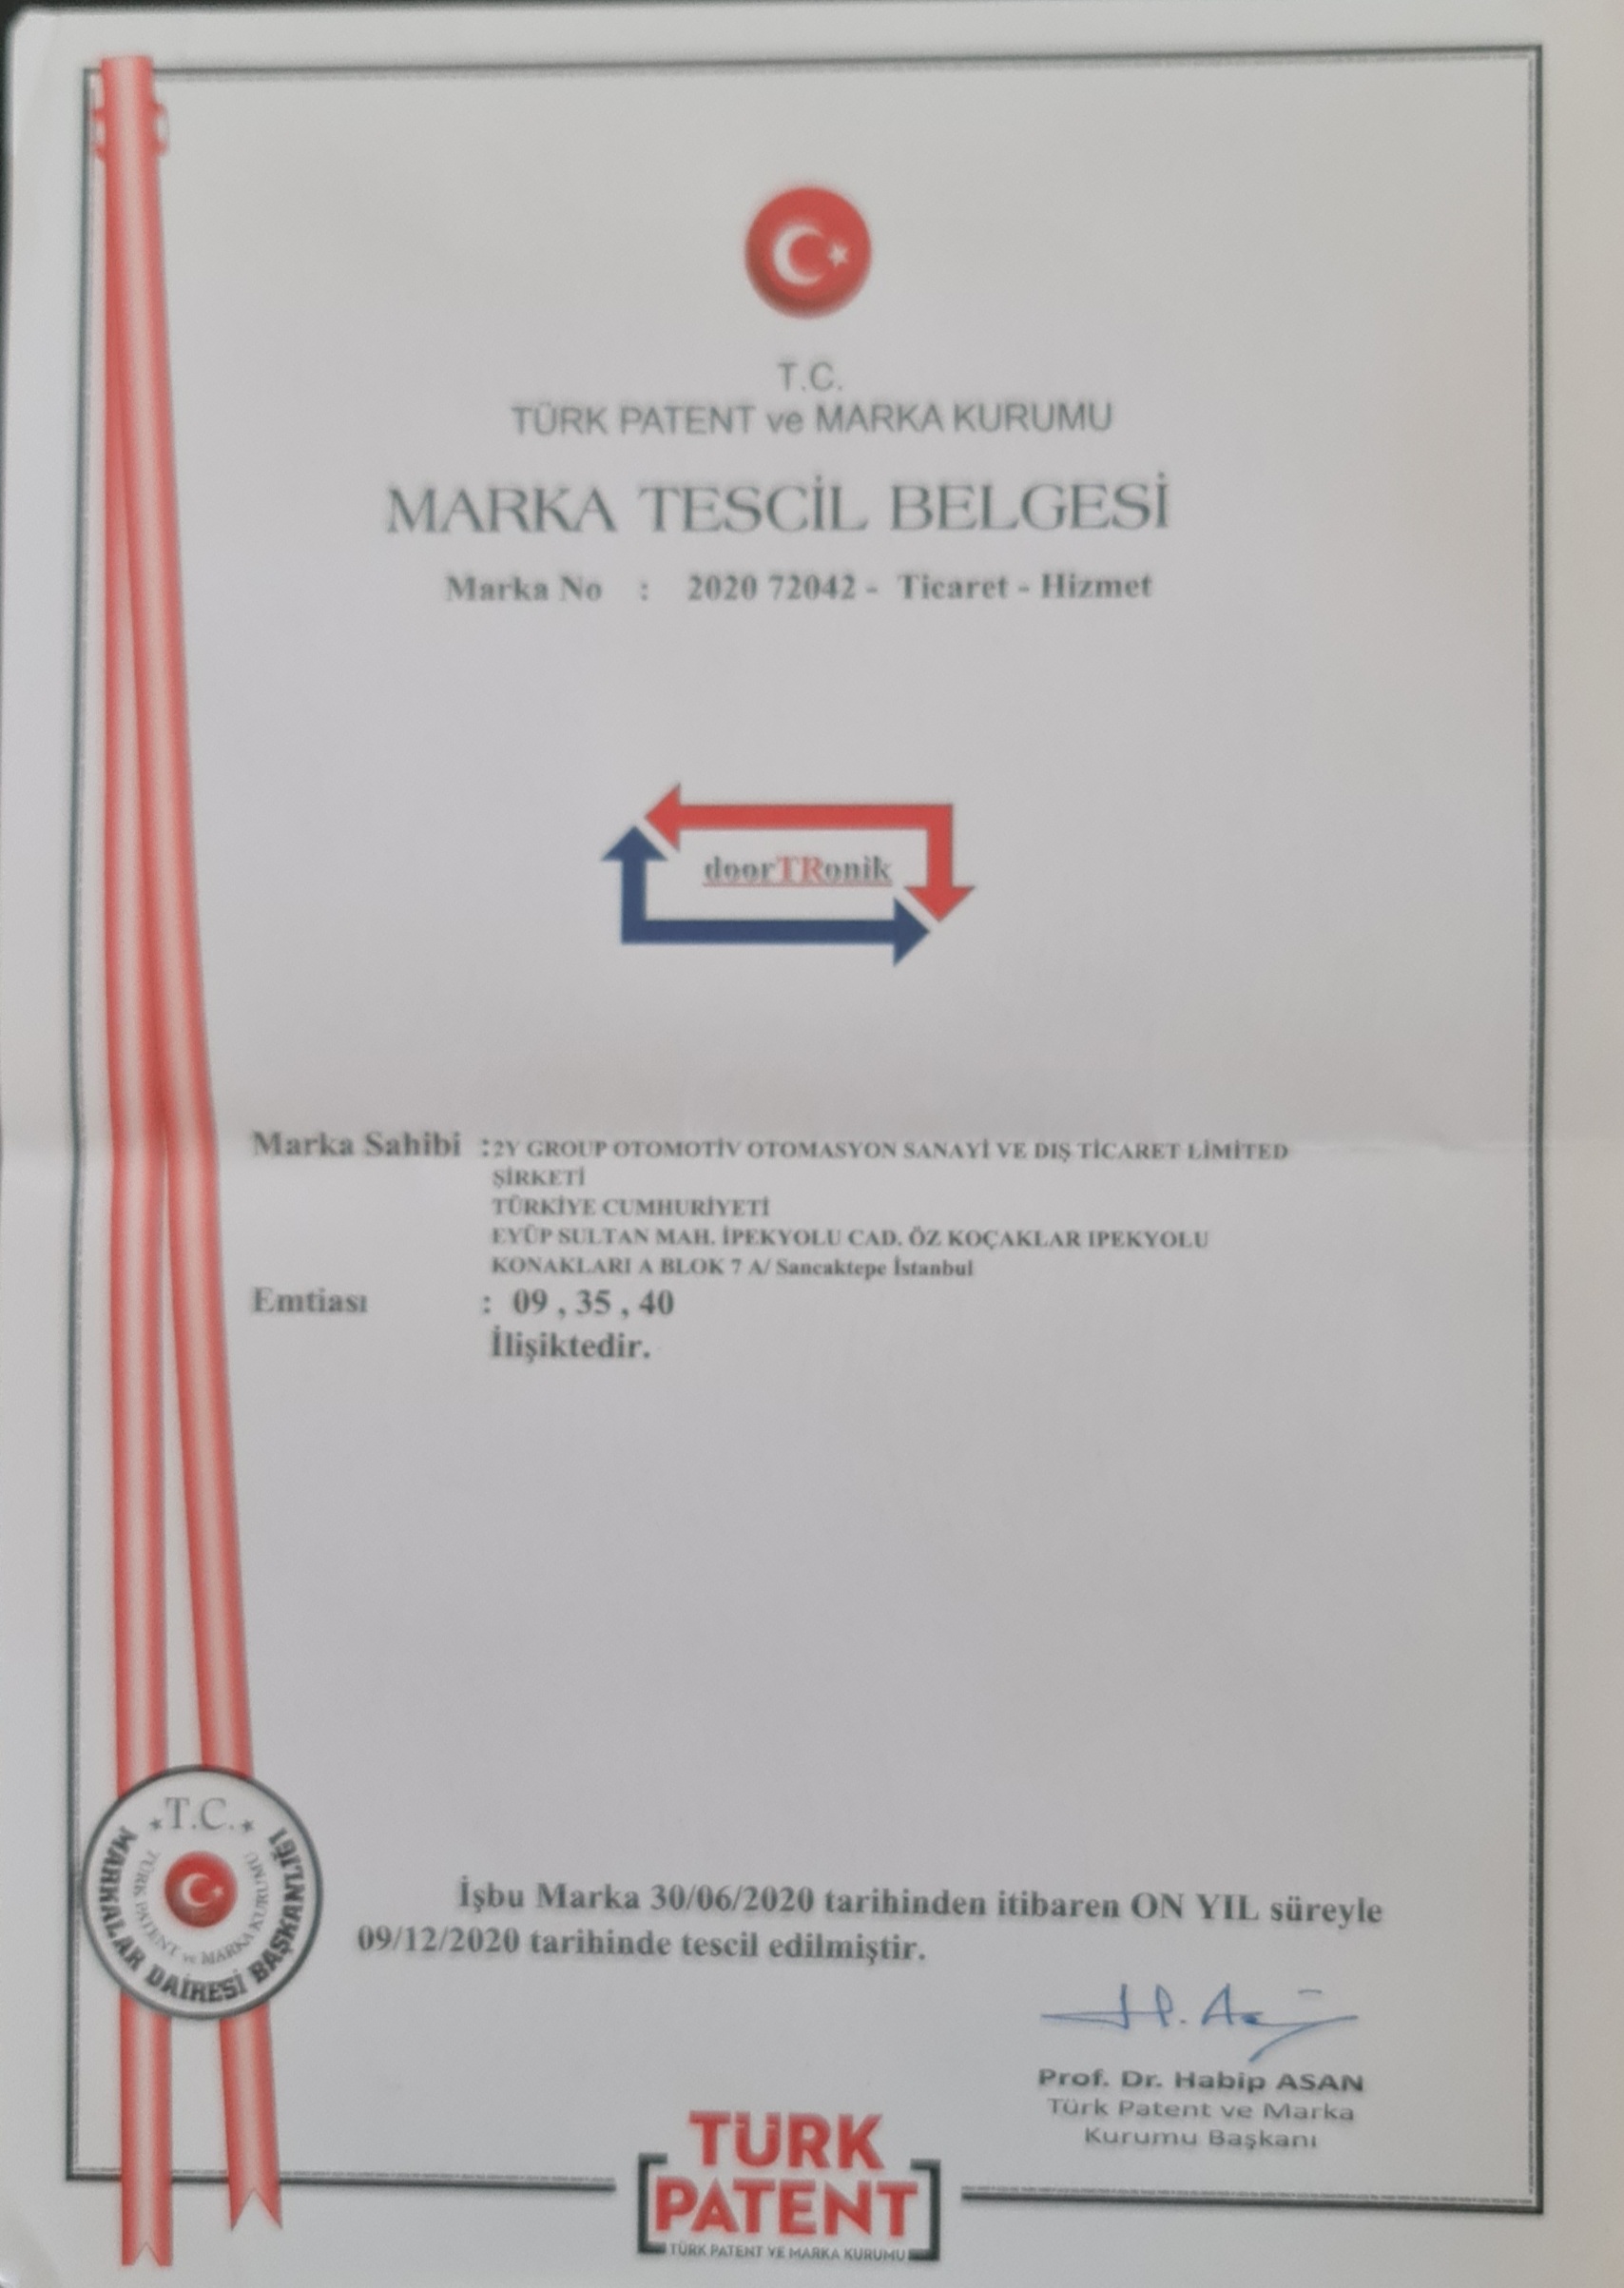 T.C.
TÜRK PATENT ve MARKA KURUMU
MARKA TESCİL BELGESİ
Marka No : 2020 72042 - Ticaret - Hizmet
doorTRonik
Marka Sahibi :2Y GROUP OTOMOTİV OTOMASYON SANAYİ VE DIŞ TİCARET LİMİTED
ŞİRKETİ
TÜRKİYE CUMHURİYETİ
EYÜP SULTAN MAH. İPEKYOLU CAD. ÖZ KOÇAKLAR IPEKYOLU
KONAKLARI A BLOK 7 A/ Sancaktepe İstanbul
Emtiası : 09 , 35 , 40
İlişiktedir.
T.C.
TÜRK PATENT ve MARKA KURUMU
MARKALAR DAİRESİ BAŞKANLIĞI
İşbu Marka 30/06/2020 tarihinden itibaren ON YIL süreyle
09/12/2020 tarihinde tescil edilmiştir.
H. Asan
Prof. Dr. Habip ASAN
Türk Patent ve Marka
Kurumu Başkanı
TÜRK
PATENT
TÜRK PATENT VE MARKA KURUMU